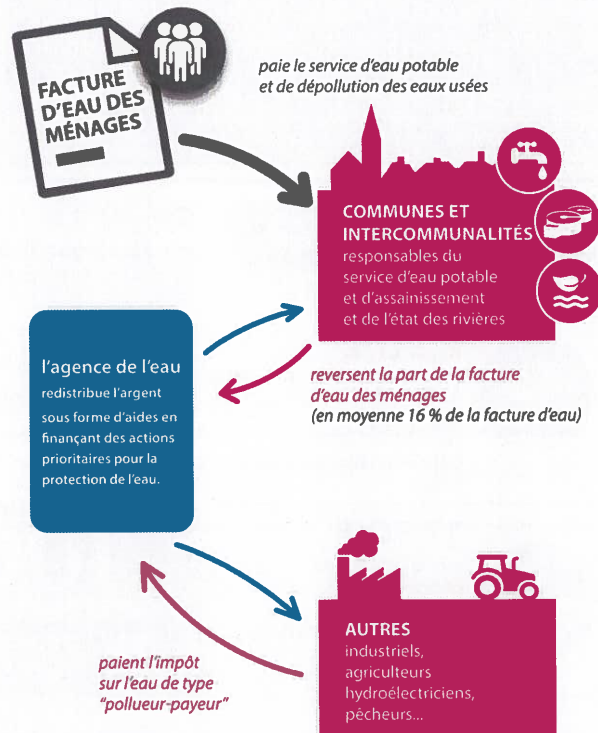 FACTURE
D'EAU DES
MÉNAGES
paie le service d'eau potable
et de dépollution des eaux usées
COMMUNES ET
INTERCOMMUNALITÉS
responsables du
service d'eau potable
et d'assainissement
et de l'état des rivières
l'agence de l'eau
redistribue l'argent
sous forme d'aides en
finançant des actions
prioritaires pour la
protection de l'eau.
reversent la part de la facture
d'eau des ménages
(en moyenne 16 % de la facture d'eau)
paient l'impôt
sur l'eau de type
"pollueur-payeur"
AUTRES
industriels,
agriculteurs
hydroélectriciens,
pêcheurs...